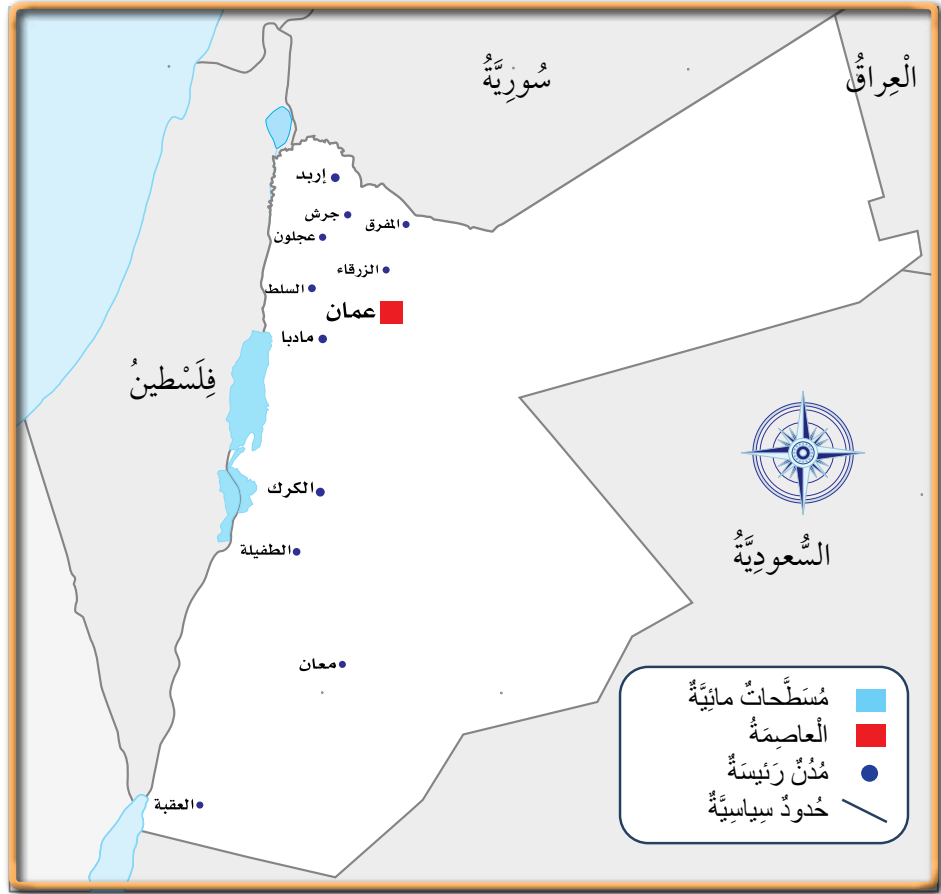 الْعِراقُ
سُورِيَّةُ
إربد
جرش
المفرق
عجلون
الزرقاء
السلط
عمان
مادبا
فِلَسْطينُ
الكرك
الطفيلة
السُّعودِيَّةُ
معان
العقبة
مُسَطَّحاتٌ مائِيَّةٌ
الْعاصِمَةُ
مُدُنٌ رَئيسَةٌ
حُدودٌ سِياسِيَّةٌ